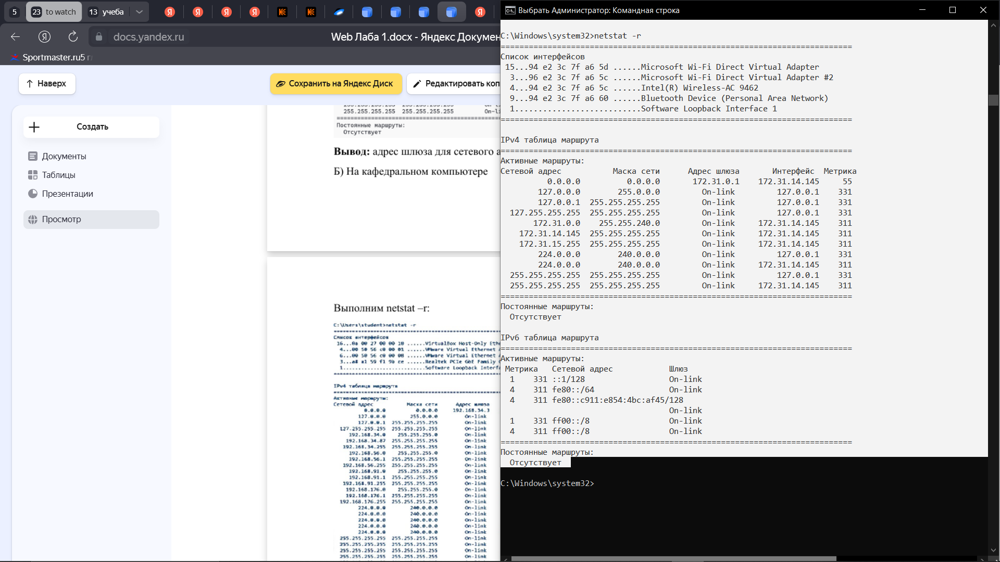 5
23 to watch
13 учеба
docs.yandex.ru
Web Лаба 1.docx - Яндекс Докумен
Sportmaster.ru5
Наверх
Сохранить на Яндекс Диск
Редактировать коп
Создать
Документы
Таблицы
Презентации
Просмотр
255.255.255.255 255.255.255.255
Постоянные маршруты:
Отсутствует
Вывод: адрес шлюза для сетевого а
Б) На кафедральном компьютере
Выполним netstat –r:
C:\Users\student>netstat -r
Список интерфейсов
16...0a 00 27 00 00 10 ......VirtualBox Host-Only Ethe
4...00 50 56 c0 00 01 ......VMware Virtual Ethernet A
6...00 50 56 c0 00 08 ......VMware Virtual Ethernet A
3...a8 a1 59 f1 9b ce ......Realtek PCIe GbE Family
1...........................Software Loopback Interfa
IPv4 таблица маршрута
Активные маршруты:
Сетевой адрес Маска сети Адрес шлюза
0.0.0.0 0.0.0.0 192.168.34.3
127.0.0.0 255.0.0.0 On-link
127.0.0.1 255.255.255.255 On-link
127.255.255.255 255.255.255.255 On-link
192.168.34.0 255.255.255.0 On-link
192.168.34.87 255.255.255.255 On-link
192.168.34.255 255.255.255.255 On-link
192.168.56.0 255.255.255.0 On-link
192.168.56.1 255.255.255.255 On-link
192.168.56.255 255.255.255.255 On-link
192.168.91.0 255.255.255.0 On-link
192.168.91.1 255.255.255.255 On-link
192.168.91.255 255.255.255.255 On-link
192.168.176.0 255.255.255.0 On-link
192.168.176.1 255.255.255.255 On-link
192.168.176.255 255.255.255.255 On-link
224.0.0.0 240.0.0.0 On-link
224.0.0.0 240.0.0.0 On-link
224.0.0.0 240.0.0.0 On-link
224.0.0.0 240.0.0.0 On-link
224.0.0.0 240.0.0.0 On-link
255.255.255.255 255.255.255.255 On-link
255.255.255.255 255.255.255.255 On-link
255.255.255.255 255.255.255.255 On-link
255.255.255.255 255.255.255.255 On-link
Выбрать Администратор: Командная строка
C:\Windows\system32>netstat -r
===========================================================================
Список интерфейсов
15...94 e2 3c 7f a6 5d ......Microsoft Wi-Fi Direct Virtual Adapter
3...96 e2 3c 7f a6 5c ......Microsoft Wi-Fi Direct Virtual Adapter #2
4...94 e2 3c 7f a6 5c ......Intel(R) Wireless-AC 9462
9...94 e2 3c 7f a6 60 ......Bluetooth Device (Personal Area Network)
1...........................Software Loopback Interface 1
===========================================================================
IPv4 таблица маршрута
===========================================================================
Активные маршруты:
Сетевой адрес Маска сети Адрес шлюза Интерфейс Метрика
0.0.0.0 0.0.0.0 172.31.0.1 172.31.14.145 55
127.0.0.0 255.0.0.0 On-link 127.0.0.1 331
127.0.0.1 255.255.255.255 On-link 127.0.0.1 331
127.255.255.255 255.255.255.255 On-link 127.0.0.1 331
172.31.0.0 255.255.240.0 On-link 172.31.14.145 311
172.31.14.145 255.255.255.255 On-link 172.31.14.145 311
172.31.15.255 255.255.255.255 On-link 172.31.14.145 311
224.0.0.0 240.0.0.0 On-link 127.0.0.1 331
224.0.0.0 240.0.0.0 On-link 172.31.14.145 311
255.255.255.255 255.255.255.255 On-link 127.0.0.1 331
255.255.255.255 255.255.255.255 On-link 172.31.14.145 311
===========================================================================
Постоянные маршруты:
Отсутствует
IPv6 таблица маршрута
===========================================================================
Активные маршруты:
Метрика Сетевой адрес Шлюз
1 331 ::1/128 On-link
4 311 fe80::/64 On-link
4 311 fe80::c911:e854:4bc:af45/128
On-link
1 331 ff00::/8 On-link
4 311 ff00::/8 On-link
===========================================================================
Постоянные маршруты:
Отсутствует
C:\Windows\system32>